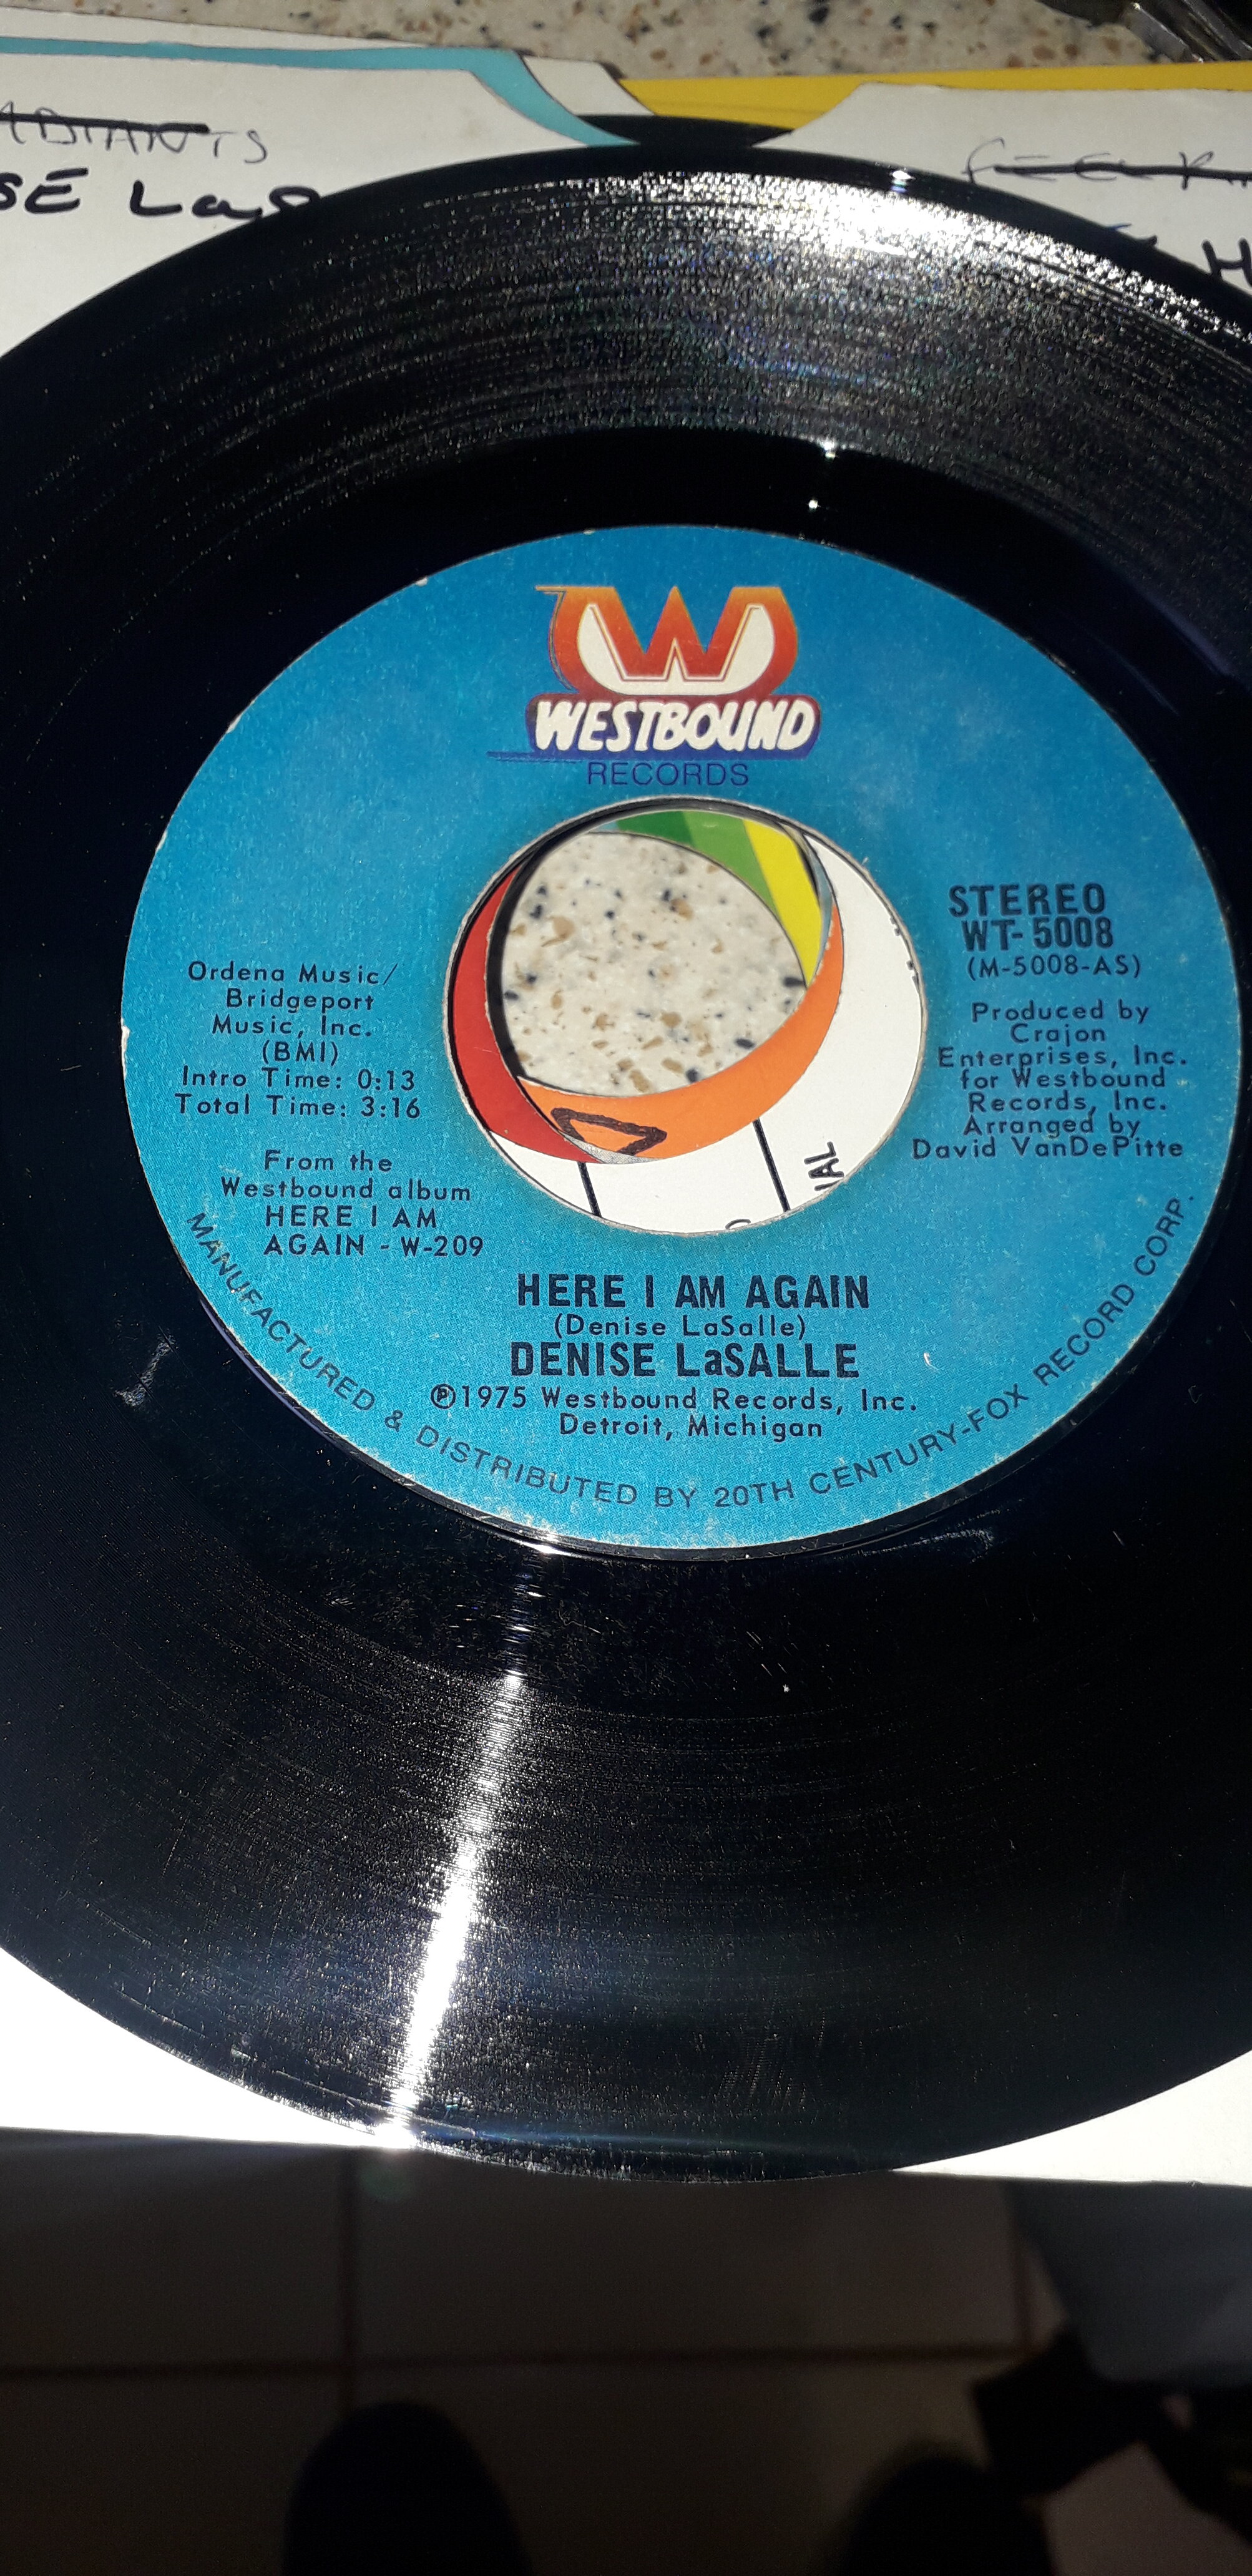 SE LaS
W
WESTBOUND
RECORDS
STEREO
WT-5008
(M-5008-AS)
Produced by
Crajon
Enterprises, Inc.
for Westbound
Records, Inc.
Arranged by
David VanDePitte
Ordena Music/
Bridgeport
Music, Inc.
(BMI)
Intro Time: 0:13
Total Time: 3:16
From the
Westbound album
HERE I AM
AGAIN - W-209
HERE I AM AGAIN
(Denise LaSalle)
DENISE LaSALLE
℗1975 Westbound Records, Inc.
Detroit, Michigan
MANUFACTURED & DISTRIBUTED BY 20TH CENTURY-FOX RECORD CORP.